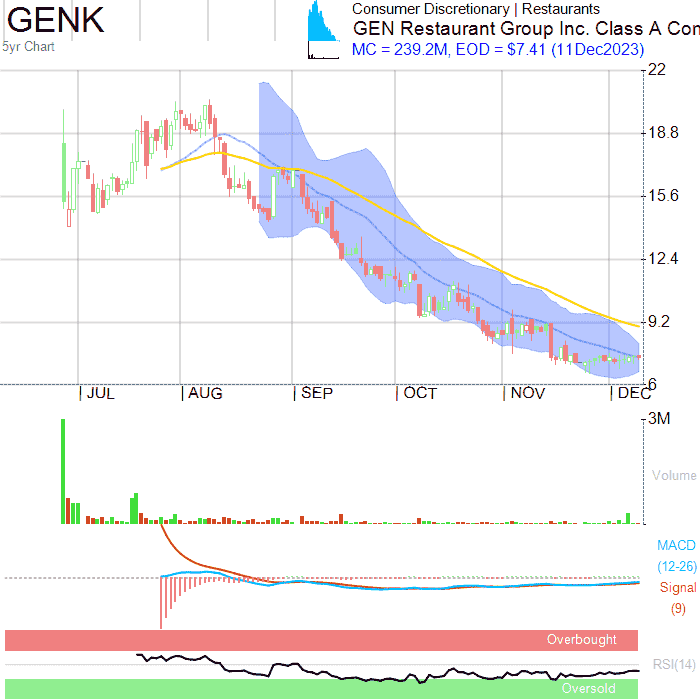 GENK
5yr Chart
Consumer Discretionary | Restaurants
GEN Restaurant Group Inc. Class A Con
MC = 239.2M, EOD = $7.41 (11Dec2023)
22
18.8
15.6
12.4
9.2
6
JUL AUG SEP OCT NOV DEC
3M
Volume
MACD
(12-26)
Signal
(9)
Overbought
RSI(14)
Oversold